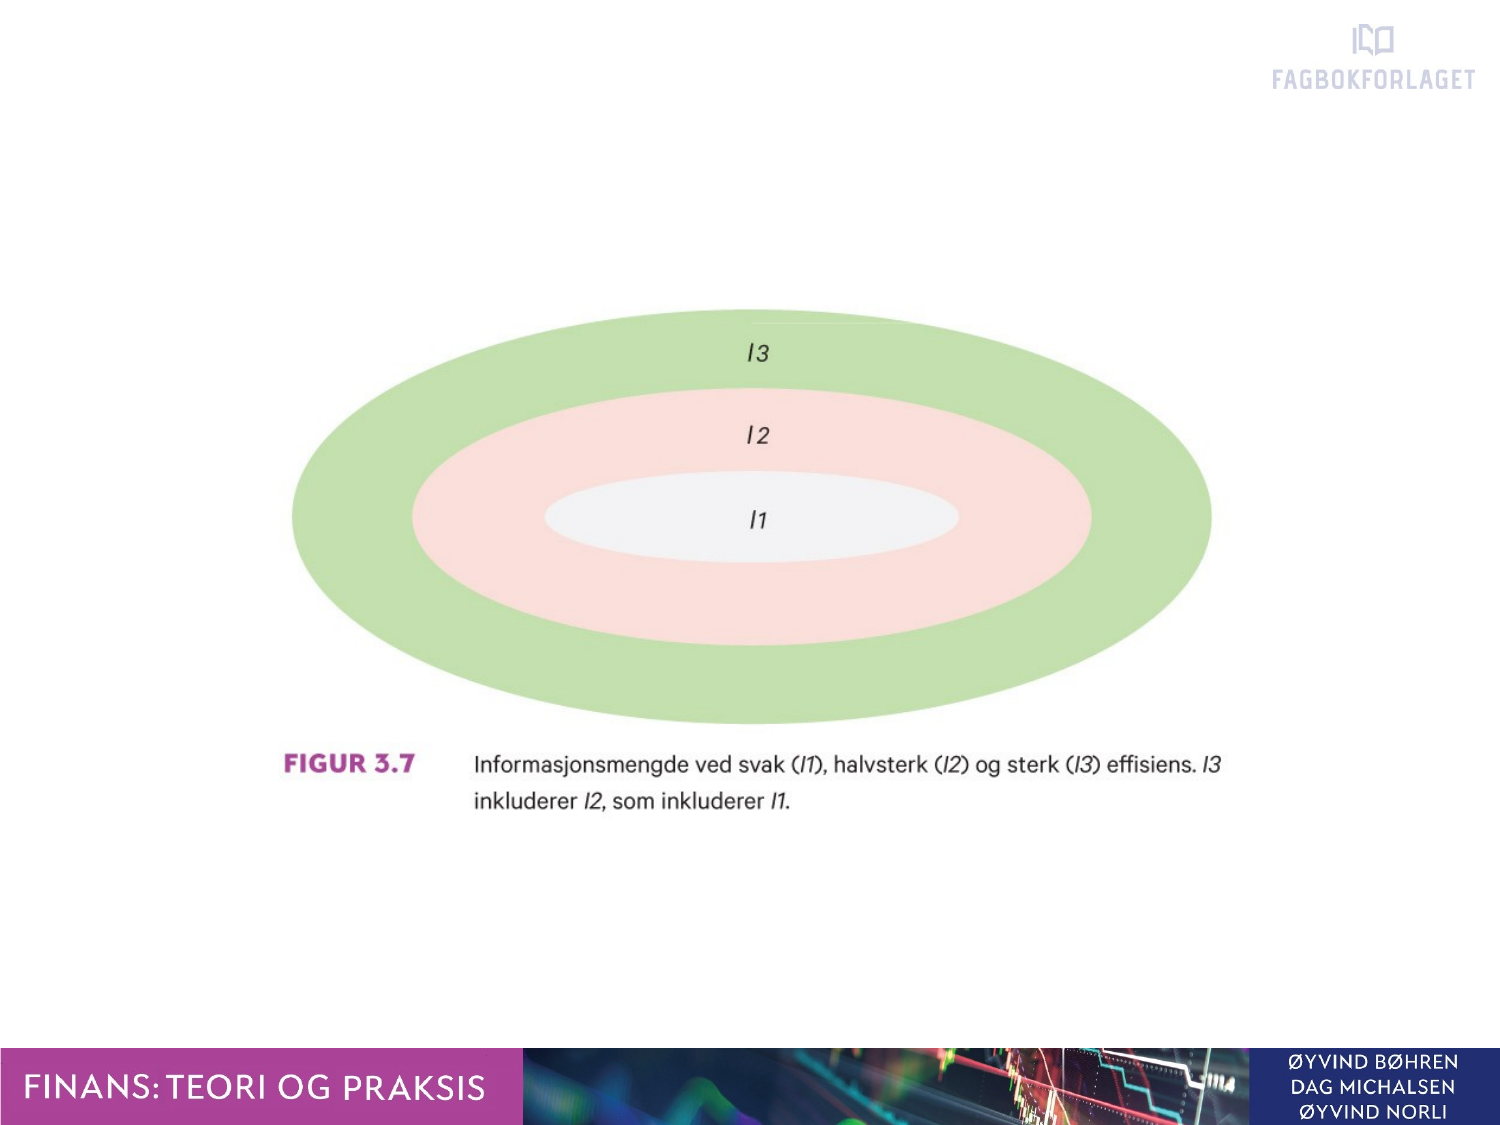 FAGBOKFORLAGET
I3
I2
I1
FIGUR 3.7 Informasjonsmengde ved svak (I1), halvsterk (I2) og sterk (I3) effisiens. I3
inkluderer I2, som inkluderer I1.
FINANS: TEORI OG PRAKSIS
ØYVIND BØHREN
DAG MICHALSEN
ØYVIND NORLI